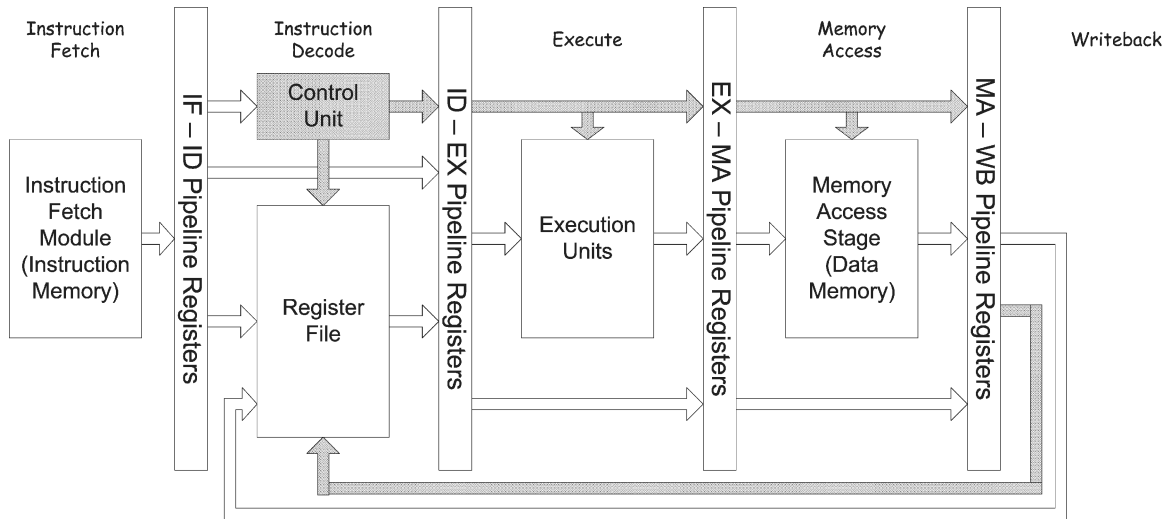 Instruction
Fetch
Instruction
Decode
Execute
Memory
Access
Writeback
Instruction
Fetch
Module
(Instruction
Memory)
IF – ID Pipeline Registers
Control
Unit
Register
File
ID – EX Pipeline Registers
Execution
Units
EX – MA Pipeline Registers
Memory
Access
Stage
(Data
Memory)
MA – WB Pipeline Registers